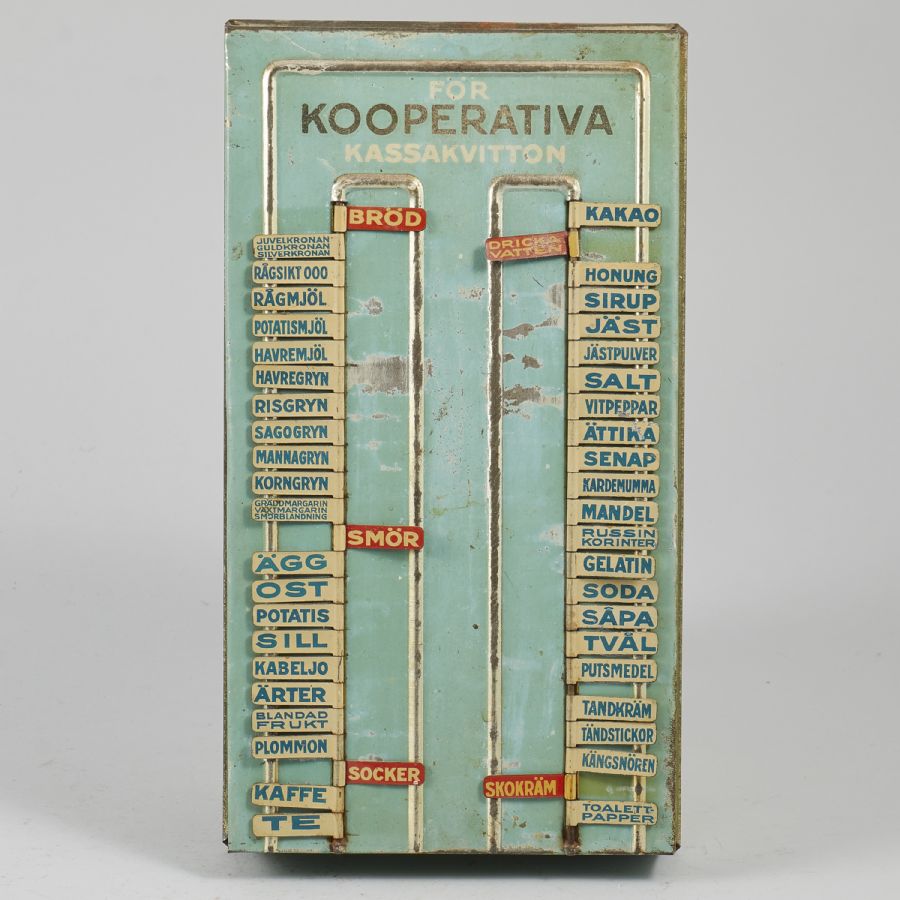 FÖR
KOOPERATIVA
KASSAKVITTON
BRÖD
JUVELKRONAN
GULDKRONAN
SILVERKRONAN
RÅGSIKT 000
RÅGMJÖL
POTATISMJÖL
HAVREMJÖL
HAVREGRYN
RISGRYN
SAGOGRYN
MANNAGRYN
KORNGRYN
GRÄDDMARGARIN
VÄXTMARGARIN
SMÖRBLANDNING
SMÖR
ÄGG
OST
POTATIS
SILL
KABELJO
ÄRTER
BLANDAD
FRUKT
PLOMMON
SOCKER
KAFFE
TE
KAKAO
DRICKA
VATTEN
HONUNG
SIRUP
JÄST
JÄSTPULVER
SALT
VITPEPPAR
ÄTTIKA
SENAP
KARDEMUMMA
MANDEL
RUSSIN
KORINTER
GELATIN
SODA
SÅPA
TVÅL
PUTSMEDEL
TANDKRÄM
TÄNDSTICKOR
KÄNGSNÖREN
SKOKRÄM
TOALETT-
PAPPER